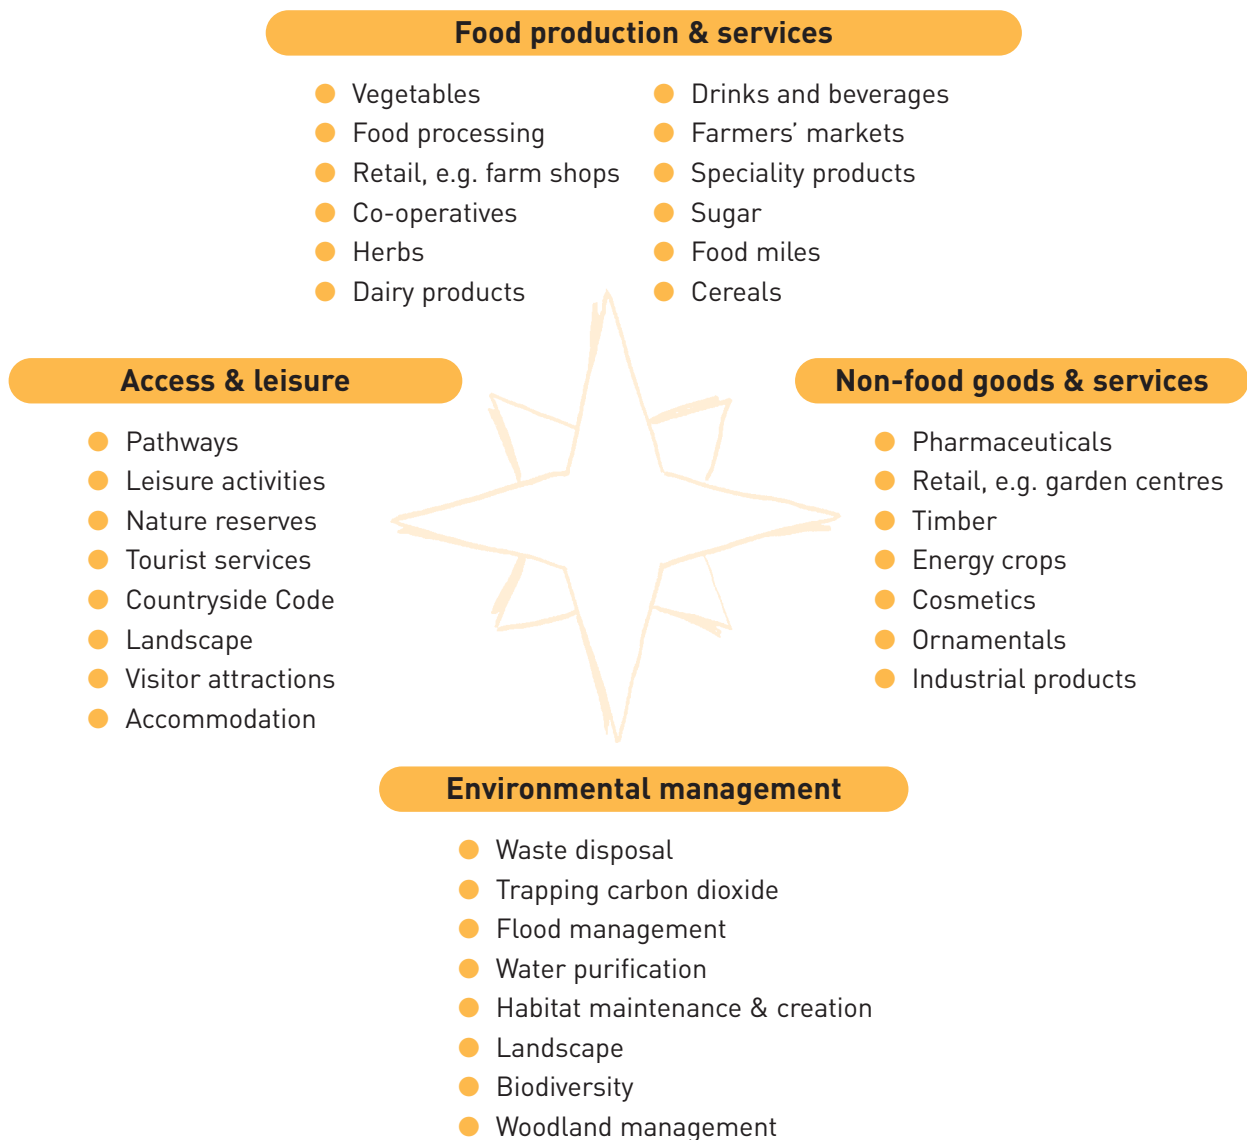 Food production & services
Vegetables
Food processing
Retail, e.g. farm shops
Co-operatives
Herbs
Dairy products
Drinks and beverages
Farmers’ markets
Speciality products
Sugar
Food miles
Cereals
Access & leisure
Pathways
Leisure activities
Nature reserves
Tourist services
Countryside Code
Landscape
Visitor attractions
Accommodation
Non-food goods & services
Pharmaceuticals
Retail, e.g. garden centres
Timber
Energy crops
Cosmetics
Ornamentals
Industrial products
Environmental management
Waste disposal
Trapping carbon dioxide
Flood management
Water purification
Habitat maintenance & creation
Landscape
Biodiversity
Woodland management